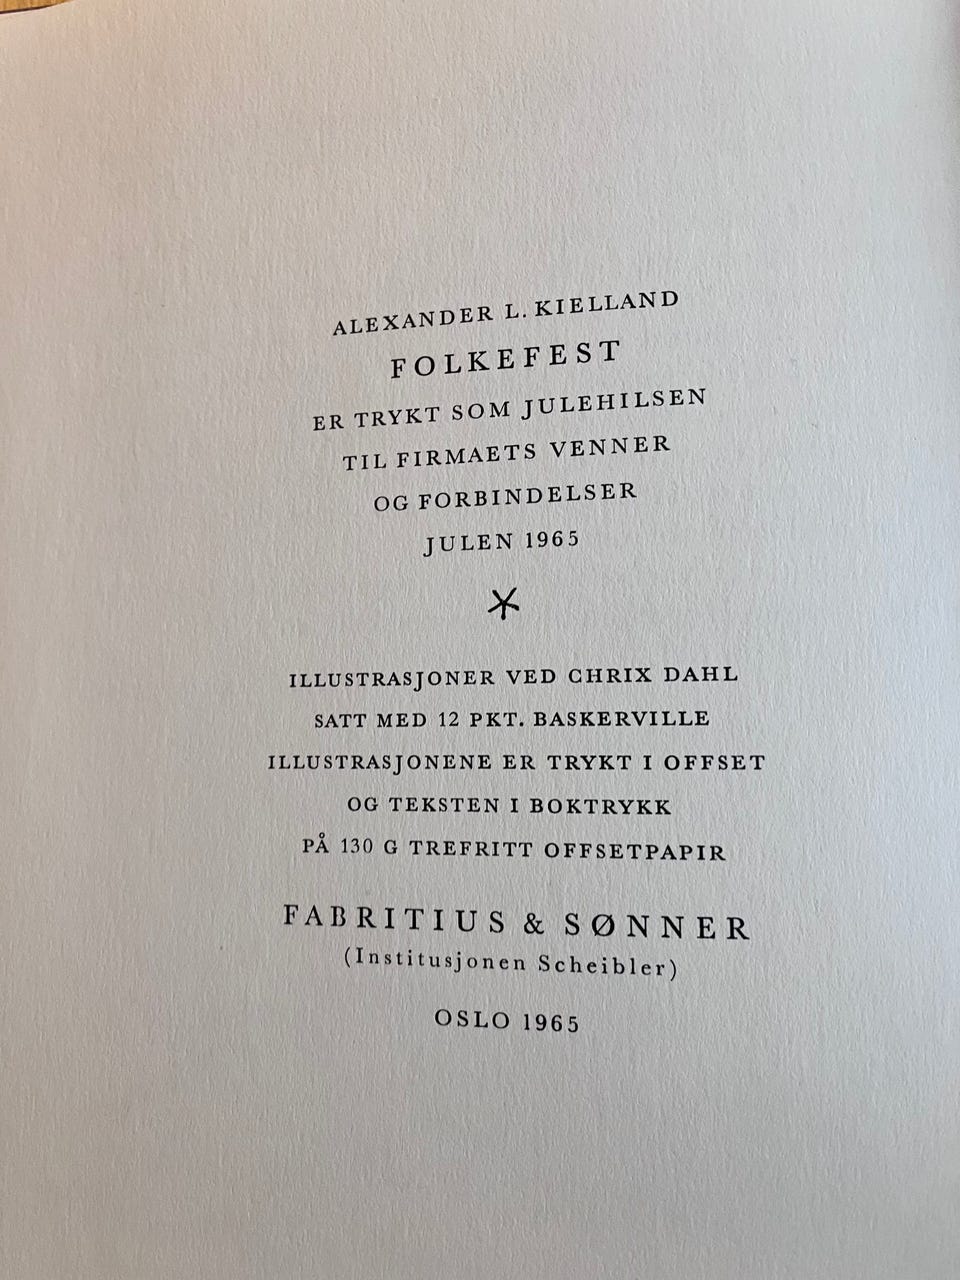 ALEXANDER L. KIELLAND
FOLKEFEST
ER TRYKT SOM JULEHILSEN
TIL FIRMAETS VENNER
OG FORBINDELSER
JULEN 1965
ILLUSTRASJONER VED CHRIX DAHL
SATT MED 12 PKT. BASKERVILLE
ILLUSTRASJONENE ER TRYKT I OFFSET
OG TEKSTEN I BOKTRYKK
PÅ 130 G TREFRITT OFFSETPAPIR
FABRITIUS & SØNNER
(Institusjonen Scheibler)
OSLO 1965